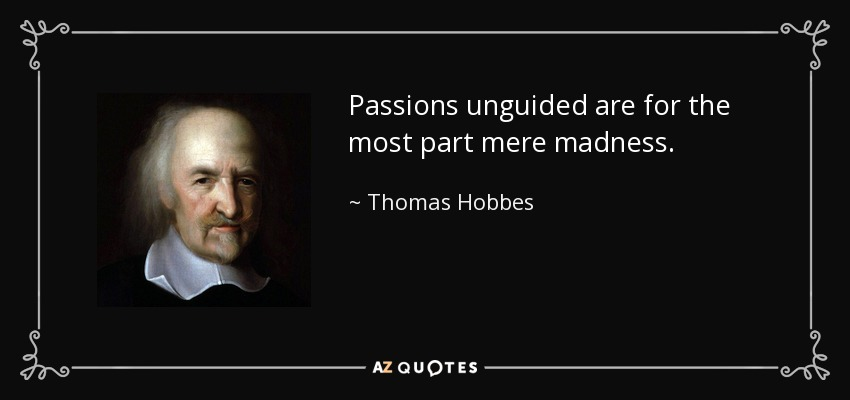 Passions unguided are for the
most part mere madness.
~ Thomas Hobbes
AZ QUOTES